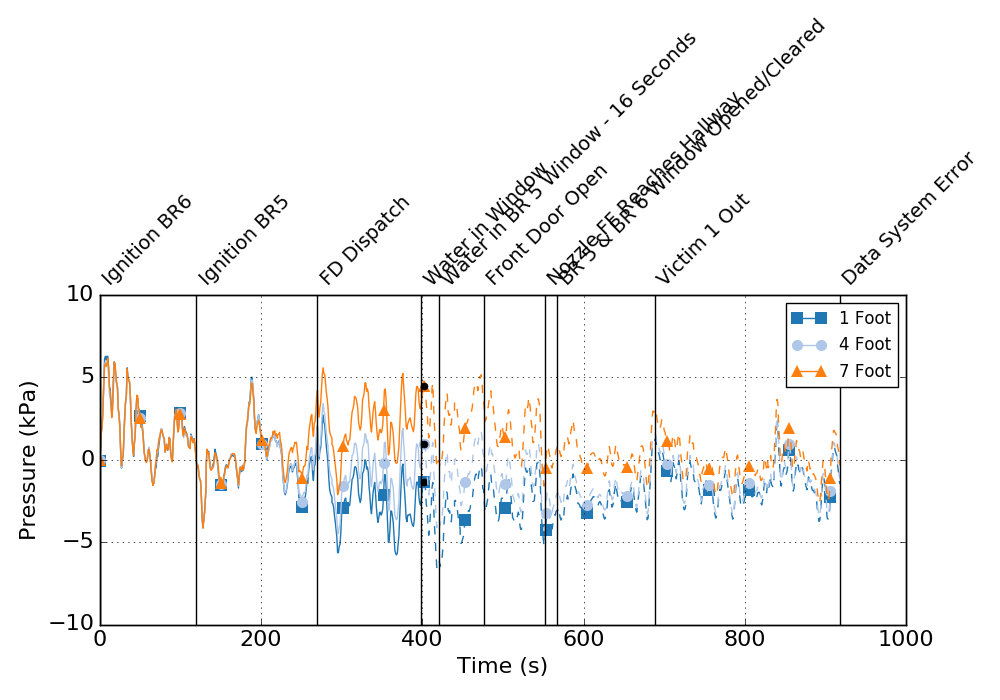 Ignition BR6
Ignition BR5
FD Dispatch
Water in Window
Water in BR 5 Window - 16 Seconds
Front Door Open
Nozzle FF Reaches Hallway
BR 5 & BR 6 Window Opened/Cleared
Victim 1 Out
Data System Error
10
5
0
−5
−10
Pressure (kPa)
1 Foot
4 Foot
7 Foot
0
200
400
600
800
1000
Time (s)